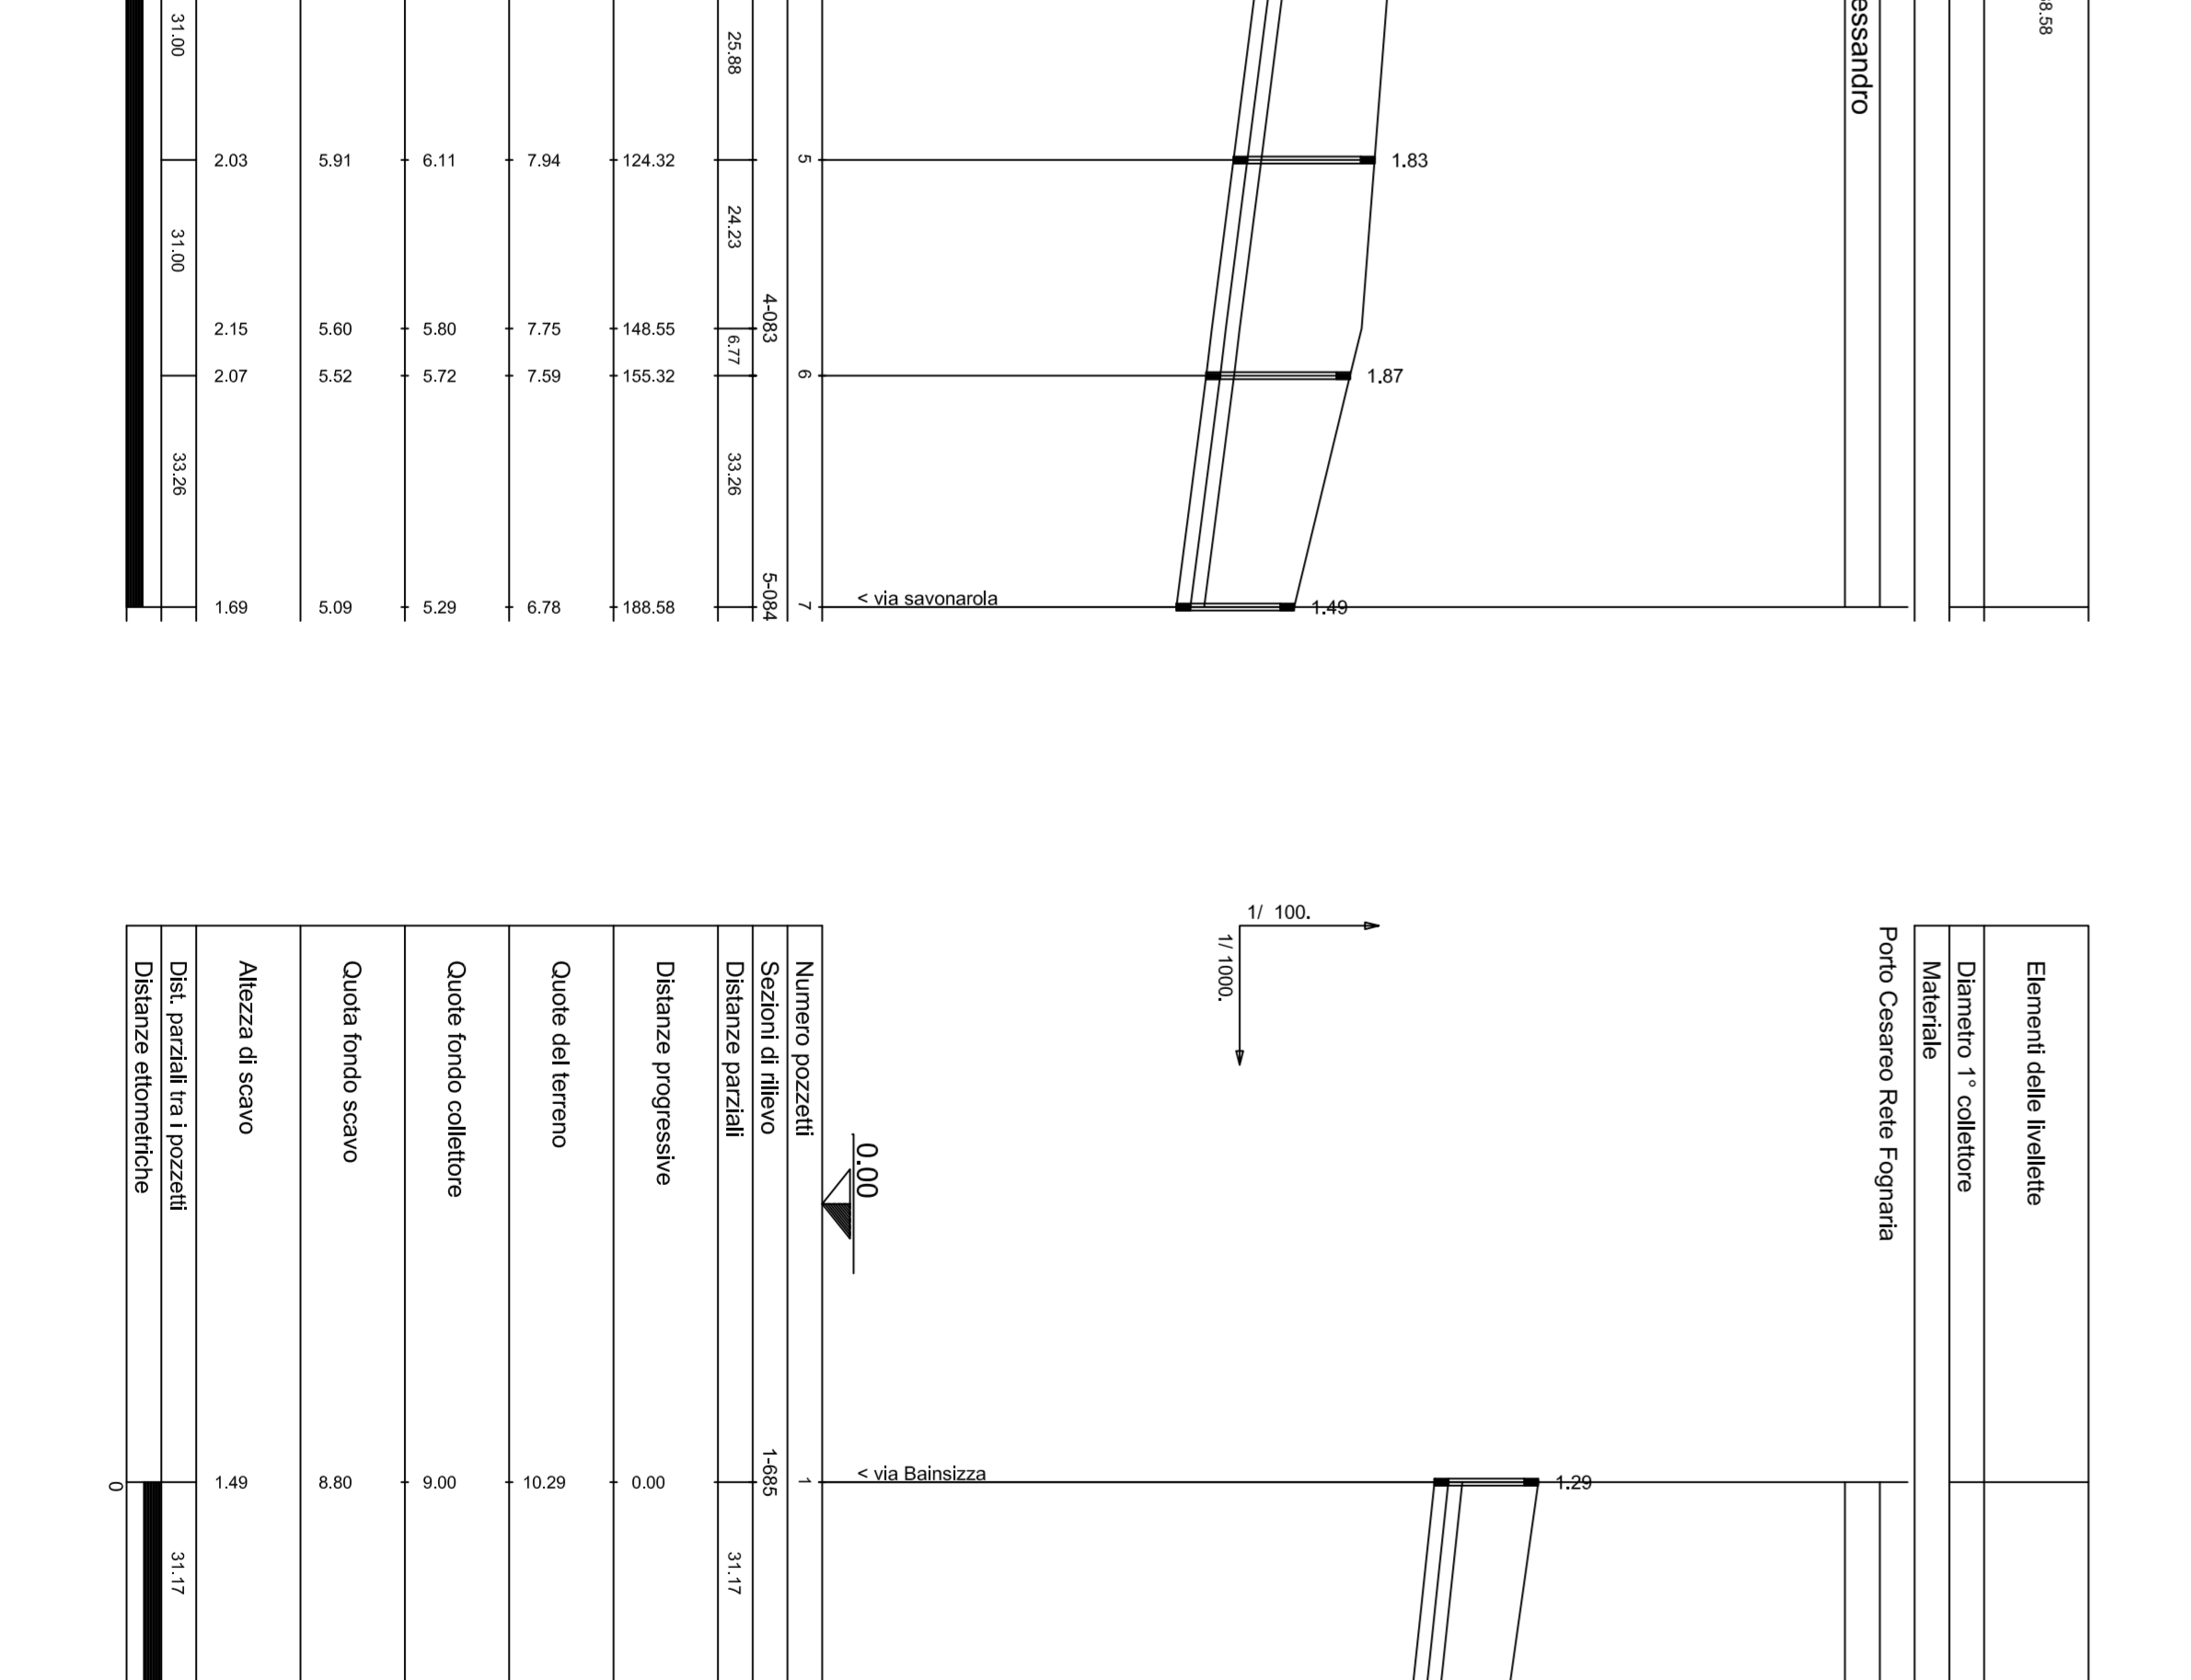 8.58
essandro
31.00
25.88
2.03 5.91 6.11 7.94 124.32 5 1.83
31.00
24.23
4-083
2.15 5.60 5.80 7.75 148.55
6.77
2.07 5.52 5.72 7.59 155.32 6 1.87
33.26
33.26
5-084
< via savonarola
1.69 5.09 5.29 6.78 188.58 7 1.49
1/ 100.
1/ 1000.
Elementi delle livellette
Diametro 1° collettore
Materiale
Porto Cesareo Rete Fognaria
0.00
Numero pozzetti
Sezioni di rilievo
Distanze parziali
Distanze progressive
Quote del terreno
Quote fondo collettore
Quota fondo scavo
Altezza di scavo
Dist. parziali tra i pozzetti
Distanze ettometriche
1-685
< via Bainsizza
0 1.49 8.80 9.00 10.29 0.00 1 1.29
31.17
31.17